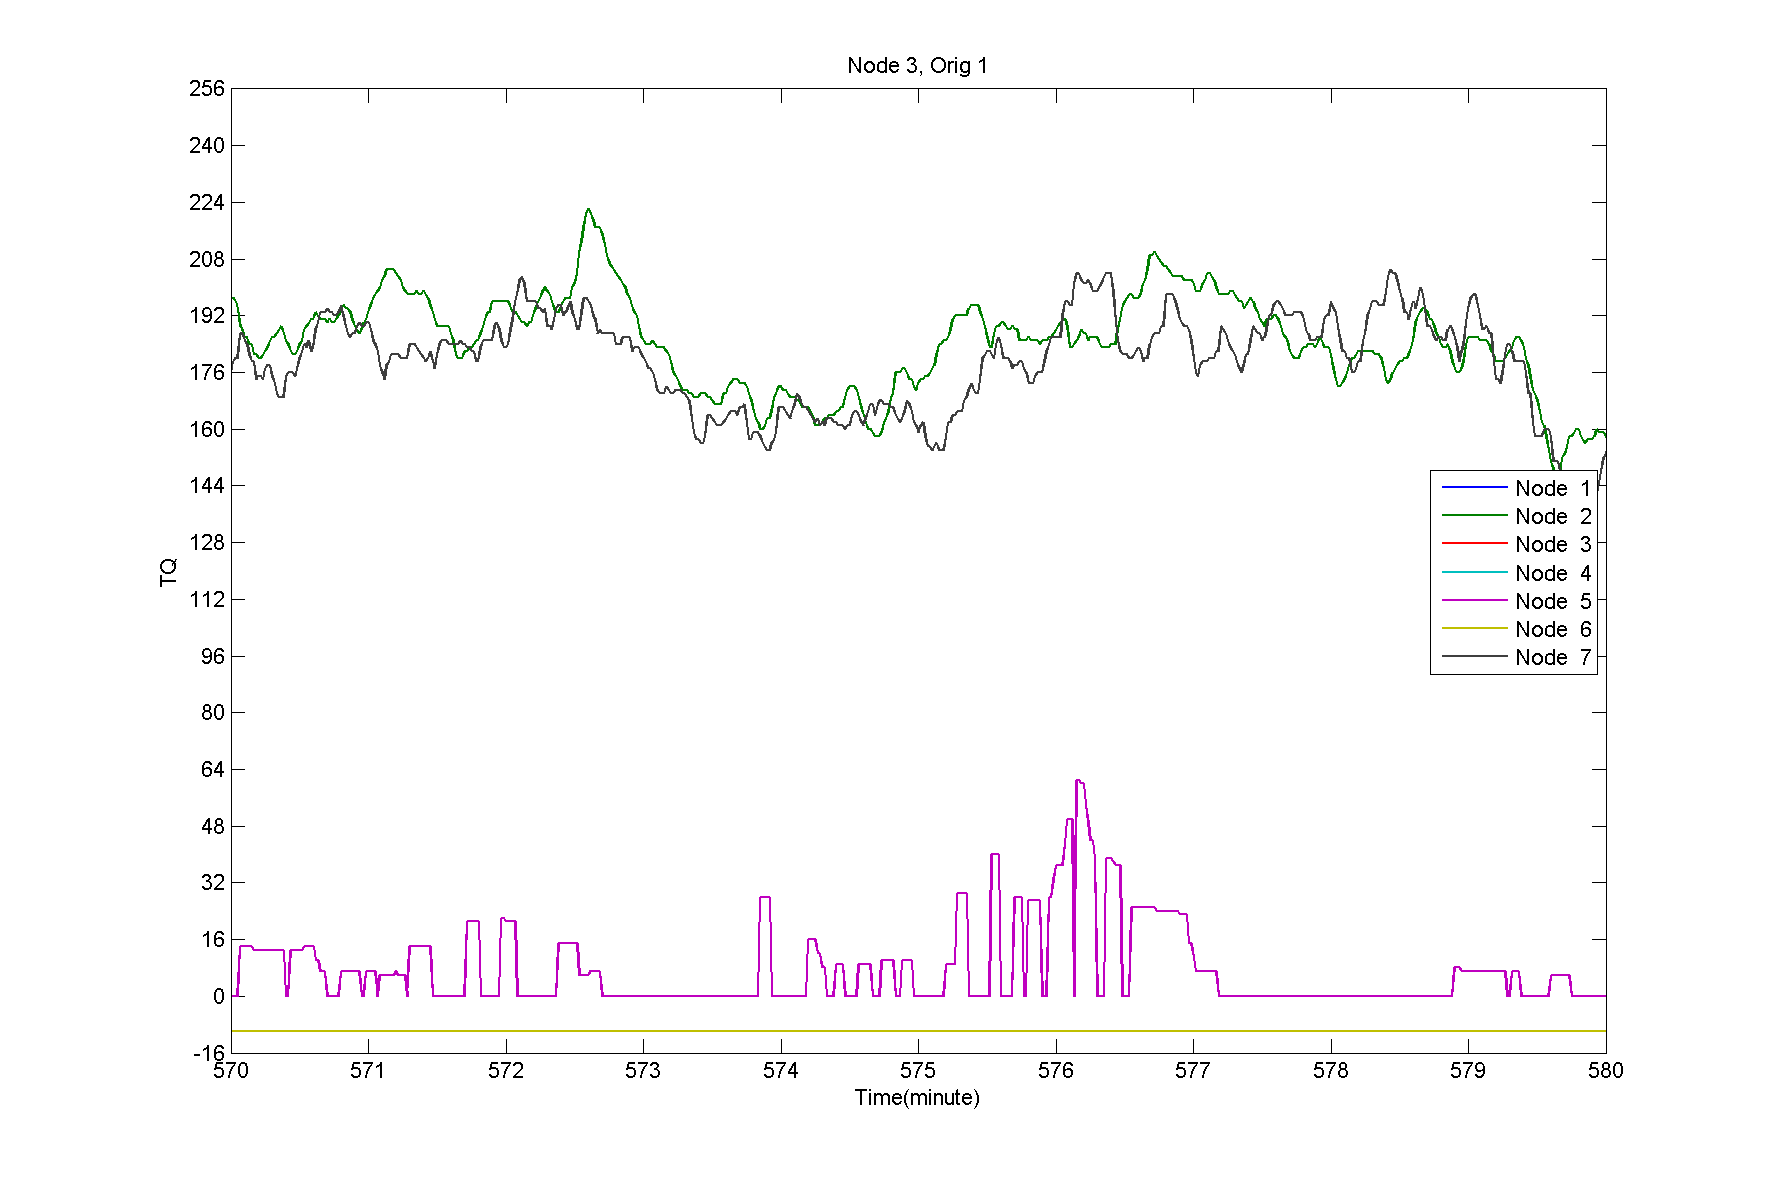 Node 3, Orig 1
256
240
224
208
192
176
160
144
128
112
96
80
64
48
32
16
0
-16
TQ
Node 1
Node 2
Node 3
Node 4
Node 5
Node 6
Node 7
570 571 572 573 574 575 576 577 578 579 580
Time(minute)